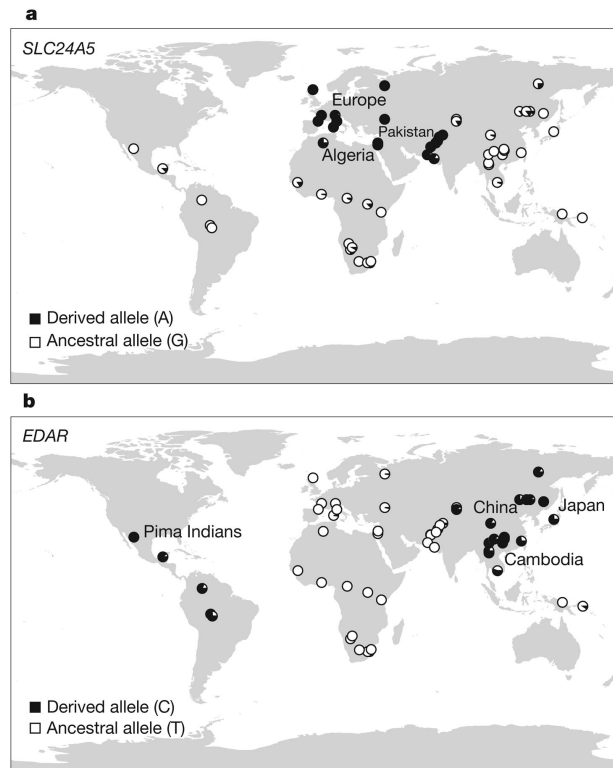 a
SLC24A5
Europe
Pakistan
Algeria
Derived allele (A)
Ancestral allele (G)
b
EDAR
China
Japan
Pima Indians
Cambodia
Derived allele (C)
Ancestral allele (T)